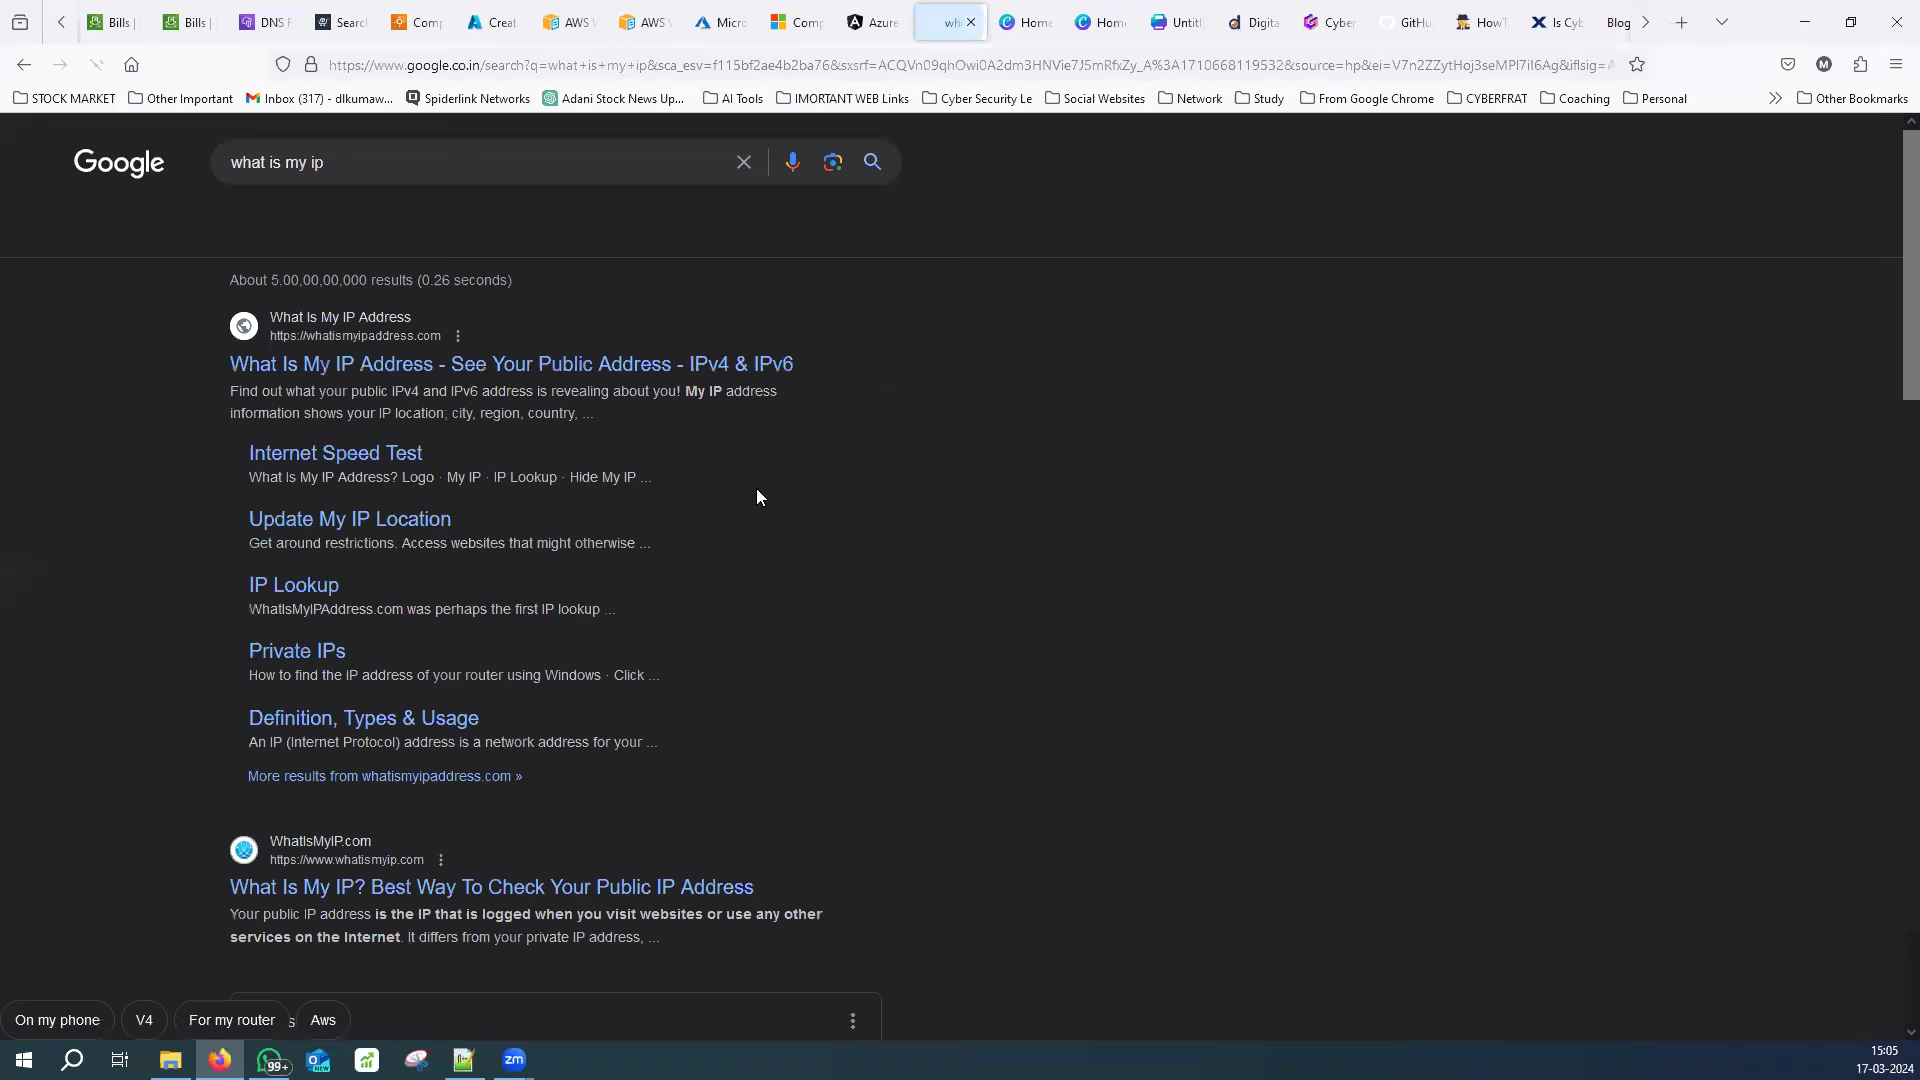 Bills |
Bills |
DNS F
Search
Comp
Creat
AWS
AWS
Micro
Comp
Azure
wh
Home
Home
Untitl
Digita
Cyber
GitHu
HowT
Is Cyb
Blog
https://www.google.co.in/search?q=what+is+my+ip&sca_esv=f115bf2ae4b2ba76&sxsrf=ACQVn09qhOwi0A2dm3HNVie7J5mRfxZy_A%3A1710668119532&source=hp&ei=V7n2ZZytHoj3seMPl7iI6Ag&iflsig=A
M
STOCK MARKET
Other Important
Inbox (317) - dlkumaw...
Spiderlink Networks
Adani Stock News Up...
AI Tools
IMORTANT WEB Links
Cyber Security Le
Social Websites
Network
Study
From Google Chrome
CYBERFRAT
Coaching
Personal
Other Bookmarks
Google
what is my ip
About 5,00,00,00,000 results (0.26 seconds)
What Is My IP Address
https://whatismyipaddress.com
What Is My IP Address - See Your Public Address - IPv4 & IPv6
Find out what your public IPv4 and IPv6 address is revealing about you! My IP address
information shows your IP location; city, region, country, ...
Internet Speed Test
What Is My IP Address? Logo · My IP · IP Lookup · Hide My IP ...
Update My IP Location
Get around restrictions. Access websites that might otherwise ...
IP Lookup
WhatIsMyIPAddress.com was perhaps the first IP lookup ...
Private IPs
How to find the IP address of your router using Windows · Click ...
Definition, Types & Usage
An IP (Internet Protocol) address is a network address for your ...
More results from whatismyipaddress.com »
WhatIsMyIP.com
https://www.whatismyip.com
What Is My IP? Best Way To Check Your Public IP Address
Your public IP address is the IP that is logged when you visit websites or use any other
services on the Internet. It differs from your private IP address, ...
On my phone
V4
For my router
s
Aws
99+
NEW
zm
15:05
17-03-2024